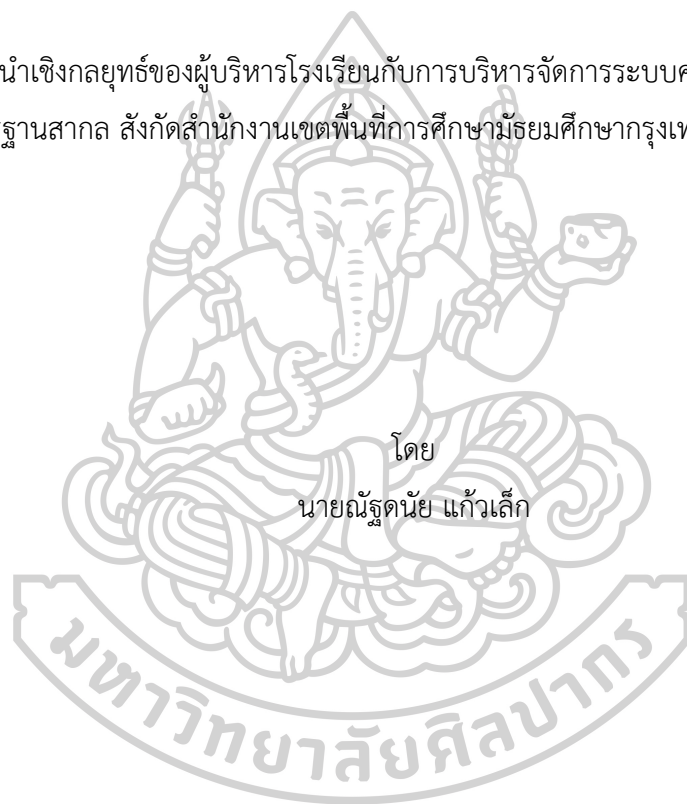 นำเชิงกลยุทธ์ของผู้บริหารโรงเรียนกับการบริหารจัดการระบบค
ฐานสากล สังกัดสำนักงานเขตพื้นที่การศึกษามัธยมศึกษากรุงเท
โดย
นายณัฐดนัย แก้วเล็ก
มหาวิทยาลัยศิลปากร